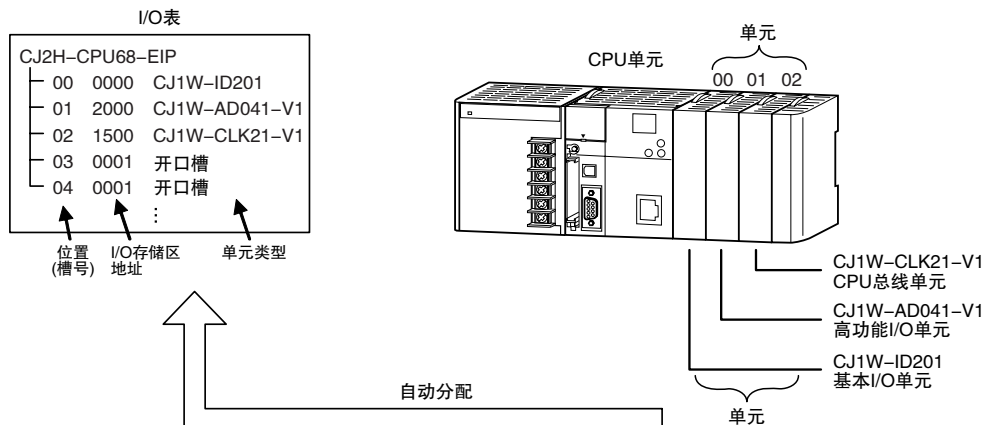 I/O表
CJ2H-CPU68-EIP
00 0000 CJ1W-ID201
01 2000 CJ1W-AD041-V1
02 1500 CJ1W-CLK21-V1
03 0001 开口槽
04 0001 开口槽
⋮
位置
(槽号)
I/O存储区
地址
单元类型
单元
CPU单元
00 01 02
CJ1W-CLK21-V1
CPU总线单元
CJ1W-AD041-V1
高功能I/O单元
CJ1W-ID201
基本I/O单元
单元
自动分配